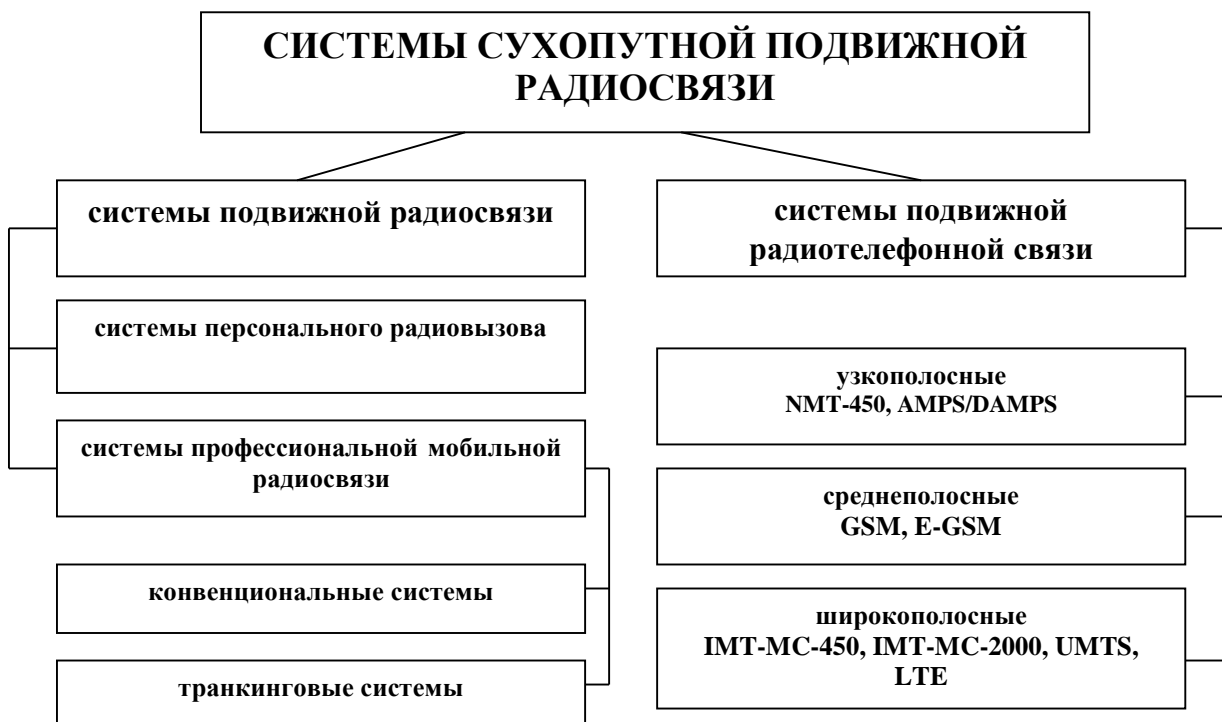 СИСТЕМЫ СУХОПУТНОЙ ПОДВИЖНОЙ
РАДИОСВЯЗИ
системы подвижной радиосвязи
системы персонального радиовызова
системы профессиональной мобильной
радиосвязи
конвенциональные системы
транкинговые системы
системы подвижной
радиотелефонной связи
узкополосные
NMT-450, AMPS/DAMPS
среднеполосные
GSM, E-GSM
широкополосные
IMT-MC-450, IMT-MC-2000, UMTS,
LTE